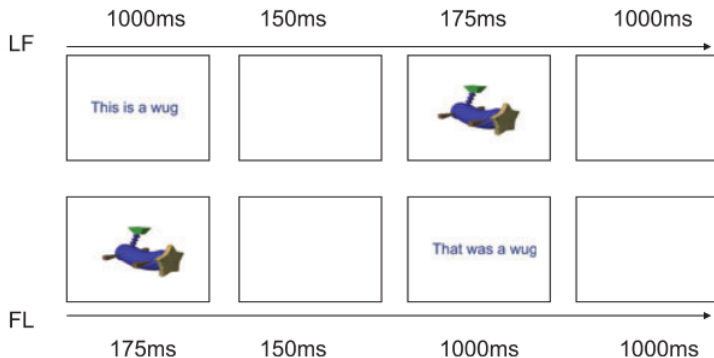 1000ms 150ms 175ms 1000ms
LF
This is a wug
That was a wug
FL
175ms 150ms 1000ms 1000ms